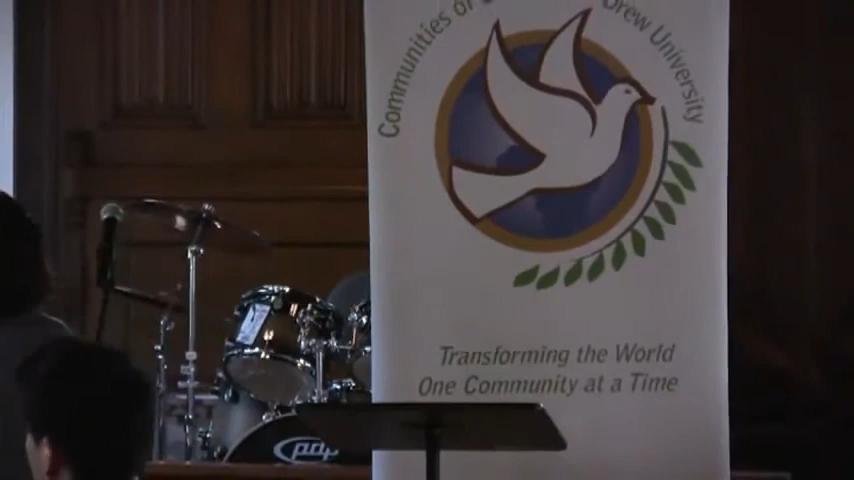 Communities of
Drew University
Transforming the World
One Community at a Time
pdp